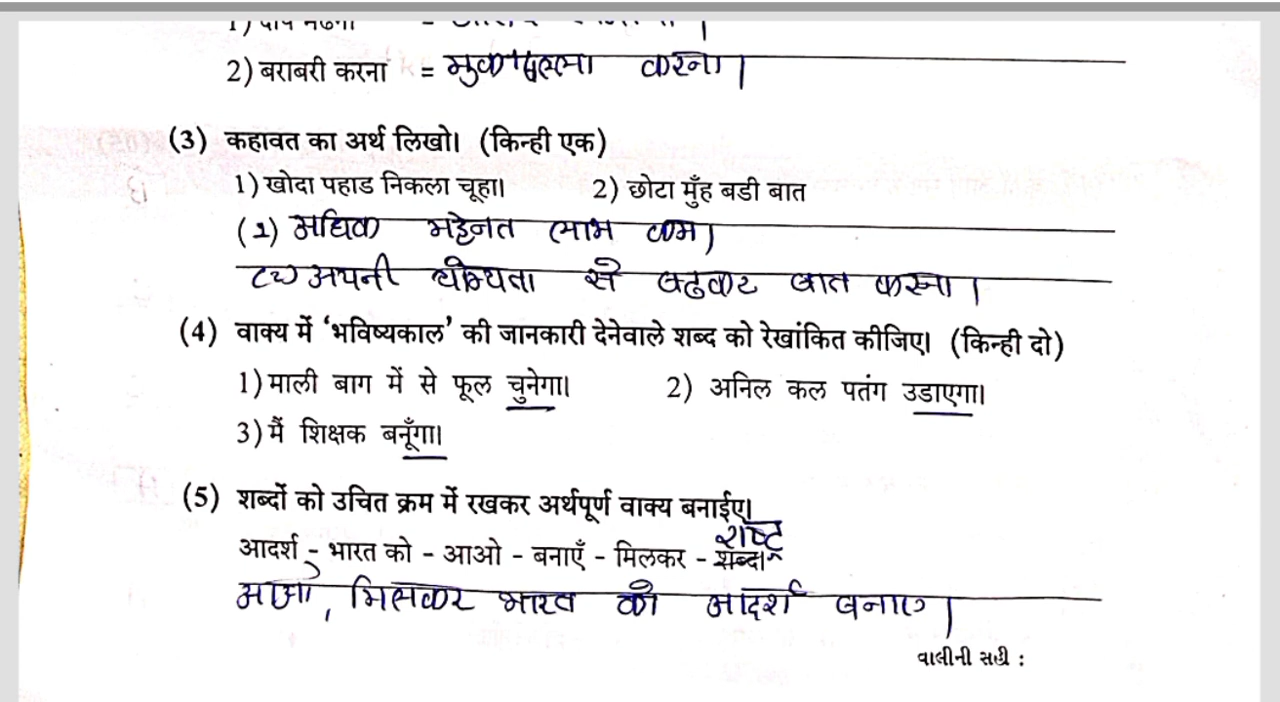 2) बराबरी करना = मुकाबला करना।
(3) कहावत का अर्थ लिखो। (किन्ही एक)
1) खोदा पहाड निकला चूहा। 2) छोटा मुँह बडी बात
(1) अधिक महेनत लाभ कम।
अपनी योग्यता से बढकर बात करना।
(4) वाक्य में ‘भविष्यकाल’ की जानकारी देनेवाले शब्द को रेखांकित कीजिए। (किन्ही दो)
1) माली बाग में से फूल चुनेगा। 2) अनिल कल पतंग उडाएगा।
3) मैं शिक्षक बनूँगा।
(5) शब्दों को उचित क्रम में रखकर अर्थपूर्ण वाक्य बनाईए।
राष्ट्र
आदर्श - भारत को - आओ - बनाएँ - मिलकर - शब्द।
आओ, मिलकर भारत को आदर्श बनाए।
વાલીની સહી :